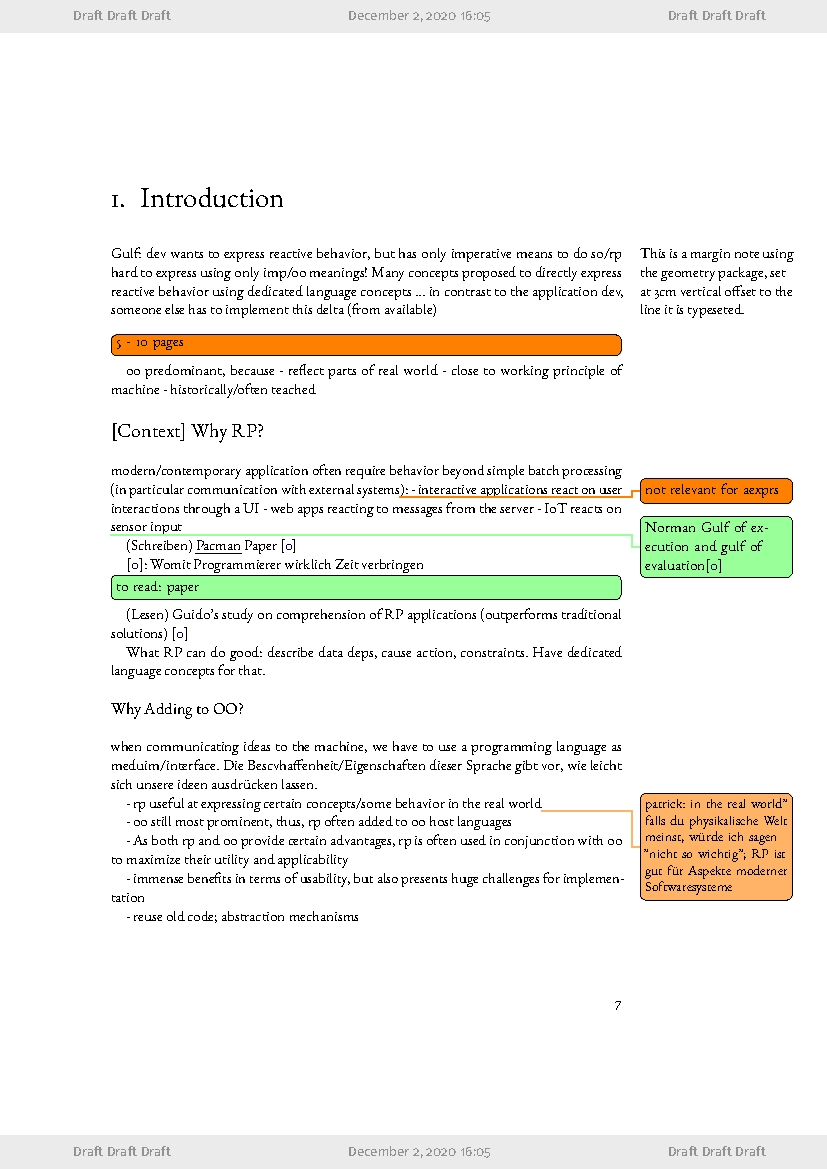 Draft Draft Draft December 2, 2020 16:05 Draft Draft Draft
1. Introduction
Gulf: dev wants to express reactive behavior, but has only imperative means to do so/rp
hard to express using only imp/oo meanings! Many concepts proposed to directly express
reactive behavior using dedicated language concepts ... in contrast to the application dev,
someone else has to implement this delta (from available)
This is a margin note using
the geometry package, set
at 3cm vertical offset to the
line it is typeseted.
5 - 10 pages
oo predominant, because - reflect parts of real world - close to working principle of
machine - historically/often teached
[Context] Why RP?
modern/contemporary application often require behavior beyond simple batch processing
(in particular communication with external systems): - interactive applications react on user
interactions through a UI - web apps reacting to messages from the server - IoT reacts on
sensor input
not relevant for aexprs
Norman Gulf of ex-
ecution and gulf of
evaluation[0]
(Schreiben) Pacman Paper [0]
[0]: Womit Programmierer wirklich Zeit verbringen
to read: paper
(Lesen) Guido's study on comprehension of RP applications (outperforms traditional
solutions) [0]
What RP can do good: describe data deps, cause action, constraints. Have dedicated
language concepts for that.
Why Adding to OO?
when communicating ideas to the machine, we have to use a programming language as
meduim/interface. Die Bescvhaffenheit/Eigenschaften dieser Sprache gibt vor, wie leicht
sich unsere ideen ausdrücken lassen.
- rp useful at expressing certain concepts/some behavior in the real world
- oo still most prominent, thus, rp often added to oo host languages
- As both rp and oo provide certain advantages, rp is often used in conjunction with oo
to maximize their utility and applicability
- immense benefits in terms of usability, but also presents huge challenges for implemen-
tation
- reuse old code; abstraction mechanisms
patrick: in the real world"
falls du physikalische Welt
meinst, würde ich sagen
"nicht so wichtig"; RP ist
gut für Aspekte moderner
Softwaresysteme
7
Draft Draft Draft December 2, 2020 16:05 Draft Draft Draft